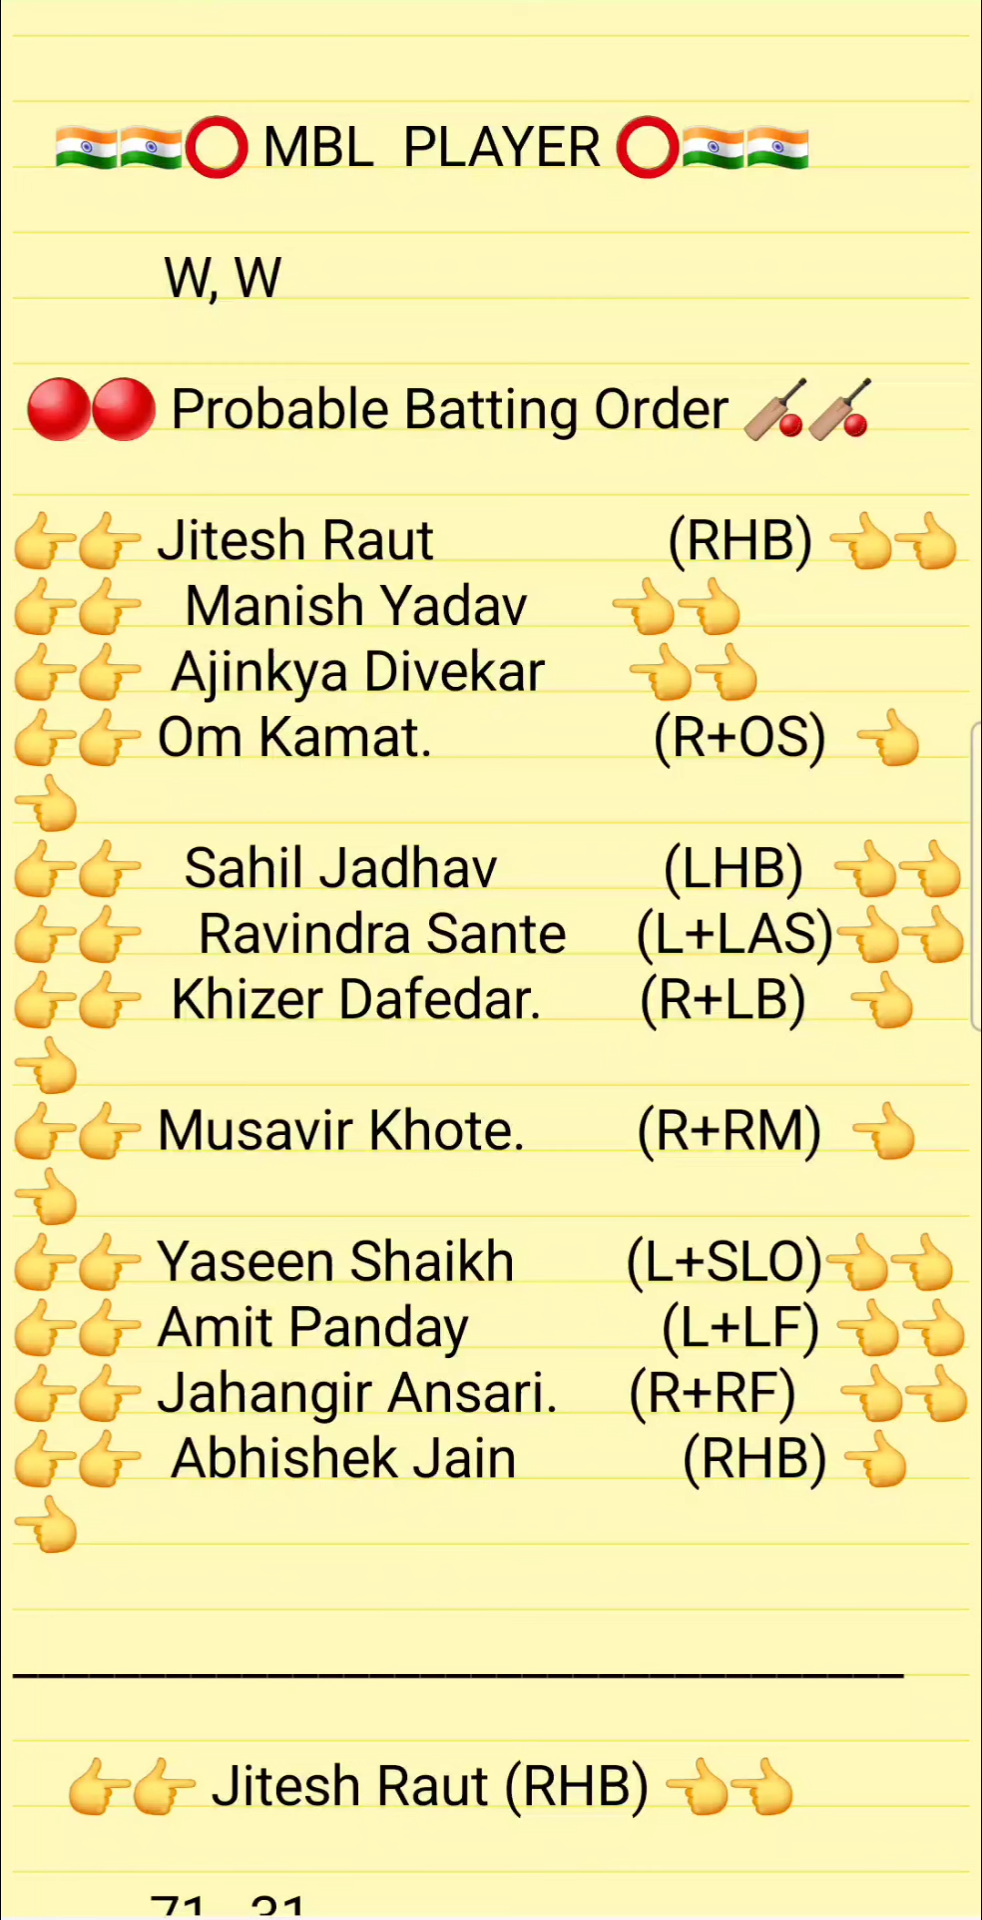 🇮🇳🇮🇳⭕ MBL PLAYER ⭕🇮🇳🇮🇳
W, W
🔴🔴 Probable Batting Order 🏏🏏
👉👉 Jitesh Raut (RHB) 👈👈
👉👉 Manish Yadav 👈👈
👉👉 Ajinkya Divekar 👈👈
👉👉 Om Kamat. (R+OS) 👈
👈
👉👉 Sahil Jadhav (LHB) 👈👈
👉👉 Ravindra Sante (L+LAS)👈👈
👉👉 Khizer Dafedar. (R+LB) 👈
👈
👉👉 Musavir Khote. (R+RM) 👈
👈
👉👉 Yaseen Shaikh (L+SLO)👈👈
👉👉 Amit Panday (L+LF) 👈👈
👉👉 Jahangir Ansari. (R+RF) 👈👈
👉👉 Abhishek Jain (RHB) 👈
👈
👉👉 Jitesh Raut (RHB) 👈👈